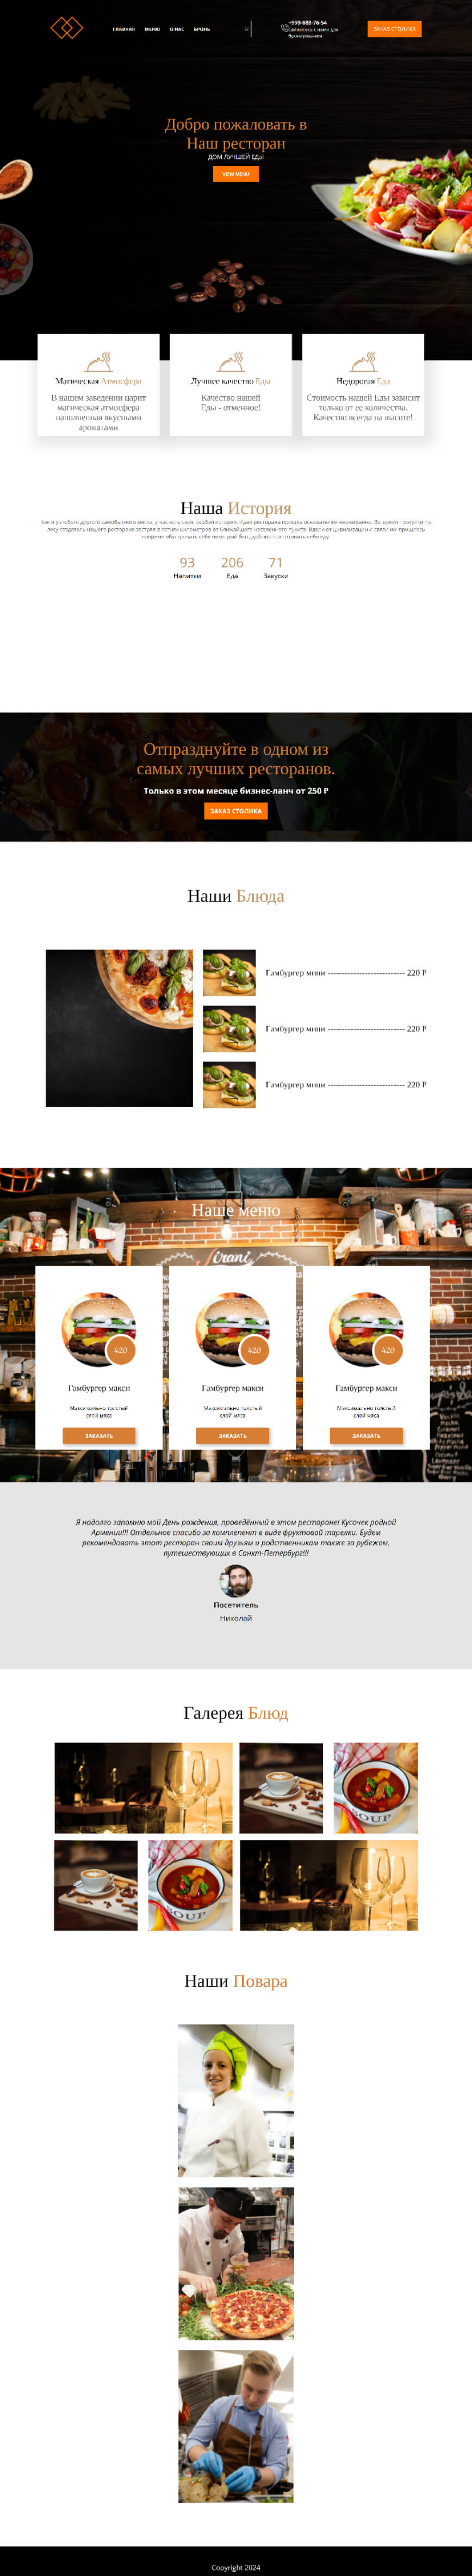 ГЛАВНАЯ МЕНЮ О НАС БРОНЬ
+999-888-76-54
Свяжитесь с нами для
бронирования
ЗАКАЗ СТОЛИКА
Добро пожаловать в
Наш ресторан
ДОМ ЛУЧШЕЙ ЕДЫ
VIEW MENU
Магическая Атмосфера
В нашем заведении царит
магическая атмосфера
наполненная вкусными
ароматами
Лучшее качество Еды
Качество нашей
Еды - отменное!
Недорогая Еда
Стоимость нашей Еды зависит
только от ее количества.
Качество всегда на высоте!
Наша История
93 206 71
Напитки Еда Закуски
Отпразднуйте в одном из
самых лучших ресторанов.
Только в этом месяце бизнес-ланч от 250 ₽
ЗАКАЗ СТОЛИКА
Наши Блюда
Гамбургер мини --------------------------- 220 ₽
Гамбургер мини --------------------------- 220 ₽
Гамбургер мини --------------------------- 220 ₽
Наше меню
420 420 420
Гамбургер макси Гамбургер макси Гамбургер макси
Максимально толстый Максимально толстый Максимально толстый
слой мяса слой мяса слой мяса
ЗАКАЗАТЬ ЗАКАЗАТЬ ЗАКАЗАТЬ
Я надолго запомню мой День рождения, проведённый в этом ресторане! Кусочек родной
Армении!!! Отдельное спасибо за комплемент в виде фруктовой тарелки. Будем
рекомендовать этот ресторан своим друзьям и родственникам также за рубежом,
путешествующих в Санкт-Петербург!!!
Посетитель
Николай
Галерея Блюд
SOUP
SOUP
Наши Повара
Copyright 2024